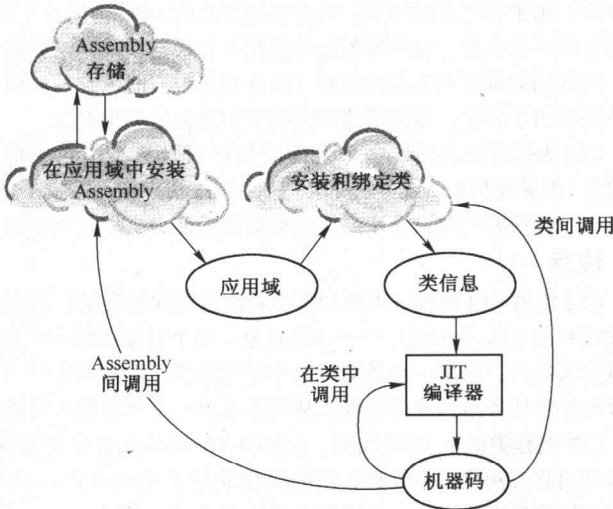 Assembly
存储
在应用域中安装
Assembly
安装和绑定类
类间调用
应用域
类信息
Assembly
间调用
在类中
调用
JIT
编译器
机器码